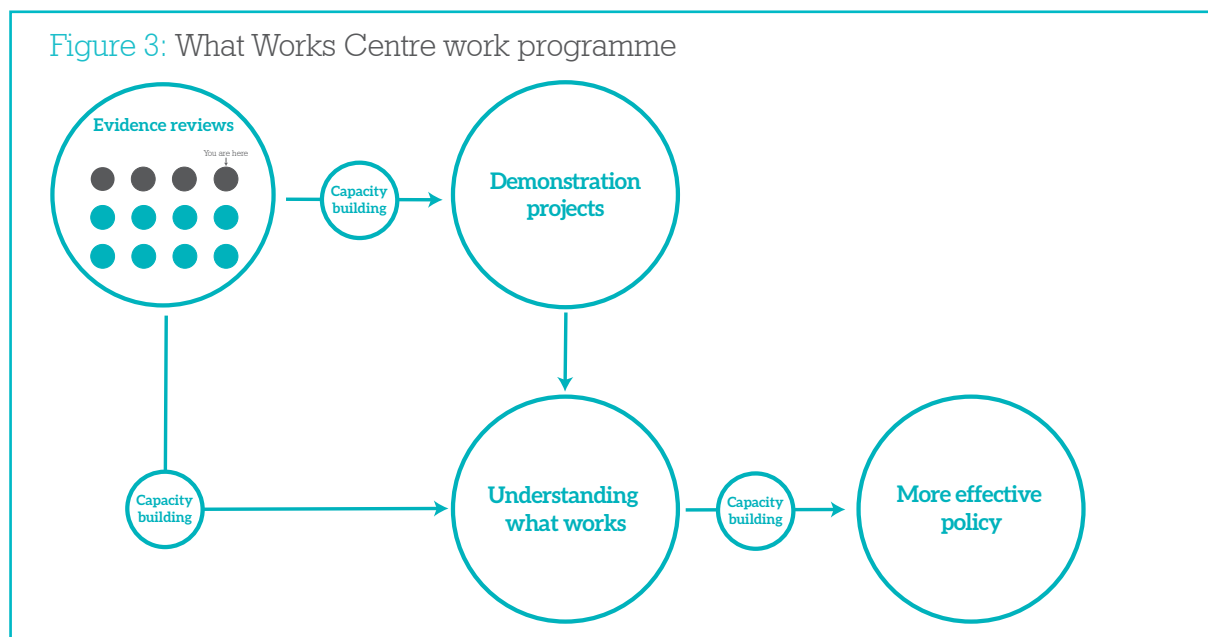 Figure 3: What Works Centre work programme
Evidence reviews
You are here
Capacity
building
Demonstration
projects
Capacity
building
Understanding
what works
Capacity
building
More effective
policy